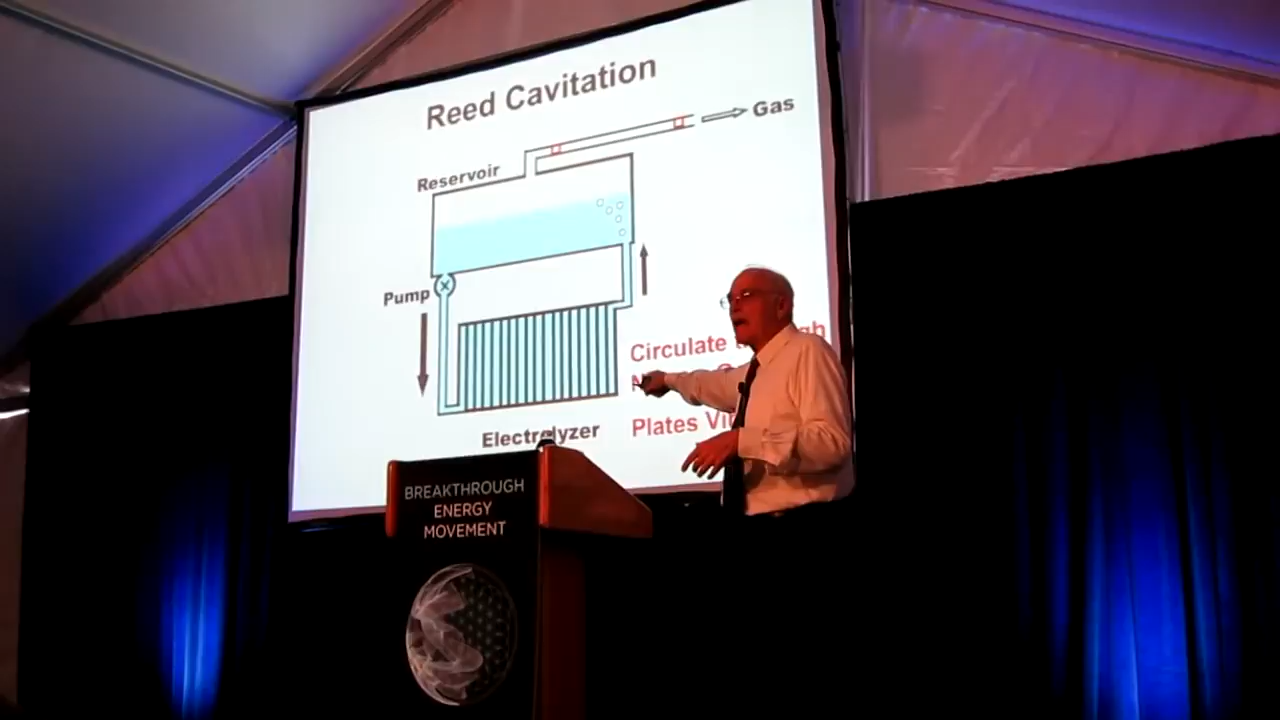 Reed Cavitation
Gas
Reservoir
Pump
Circulate
Plates
Electrolyzer
BREAKTHROUGH
ENERGY
MOVEMENT